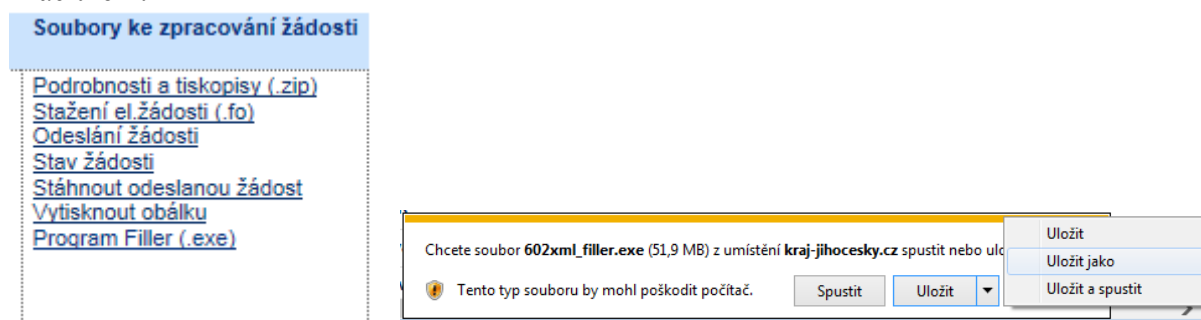 Soubory ke zpracování žádosti
Podrobnosti a tiskopisy (.zip)
Stažení el.žádosti (.fo)
Odeslání žádosti
Stav žádosti
Stáhnout odeslanou žádost
Vytisknout obálku
Program Filler (.exe)
Chcete soubor 602xml_filler.exe (51,9 MB) z umístění kraj-jihocesky.cz spustit nebo
Tento typ souboru by mohl poškodit počítač.
Spustit
Uložit
Uložit
Uložit jako
Uložit a spustit